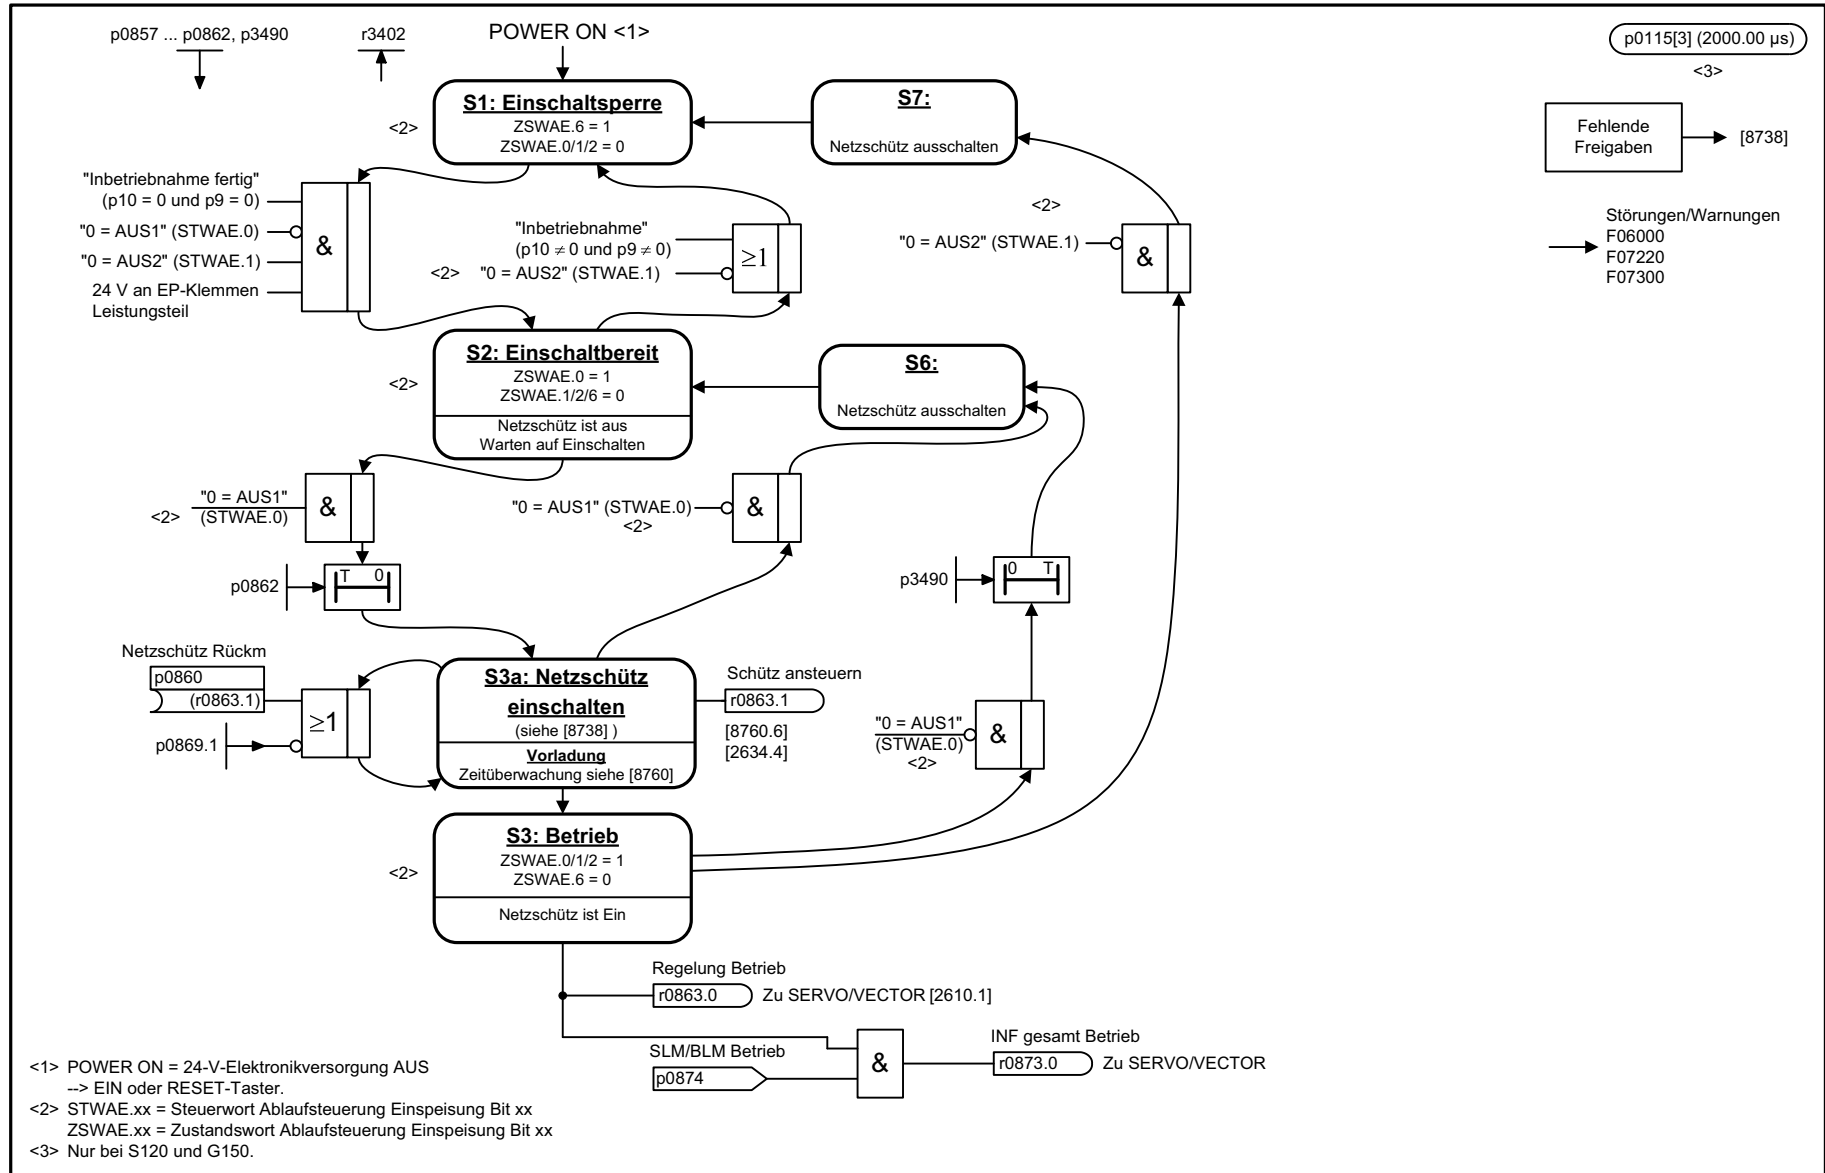 p0857 ... p0862, p3490
r3402
POWER ON <1>
p0115[3] (2000.00 µs)
<3>
S1: Einschaltsperre
ZSWAE.6 = 1
ZSWAE.0/1/2 = 0
<2>
S7:
Netzschütz ausschalten
Fehlende
Freigaben
[8738]
"Inbetriebnahme fertig"
(p10 = 0 und p9 = 0)
"0 = AUS1" (STWAE.0)
"0 = AUS2" (STWAE.1)
24 V an EP-Klemmen
Leistungsteil
&
"Inbetriebnahme"
(p10 ≠ 0 und p9 ≠ 0)
<2> "0 = AUS2" (STWAE.1)
≥1
<2>
"0 = AUS2" (STWAE.1)
&
Störungen/Warnungen
F06000
F07220
F07300
S2: Einschaltbereit
ZSWAE.0 = 1
ZSWAE.1/2/6 = 0
<2>
Netzschütz ist aus
Warten auf Einschalten
S6:
Netzschütz ausschalten
"0 = AUS1"
<2> (STWAE.0)
&
"0 = AUS1" (STWAE.0)
<2>
&
p0862
T 0
p3490
0 T
Netzschütz Rückm
p0860
(r0863.1)
p0869.1
≥1
S3a: Netzschütz
einschalten
(siehe [8738] )
Vorladung
Zeitüberwachung siehe [8760]
Schütz ansteuern
r0863.1
[8760.6]
[2634.4]
"0 = AUS1"
(STWAE.0)
<2>
&
S3: Betrieb
ZSWAE.0/1/2 = 1
ZSWAE.6 = 0
<2>
Netzschütz ist Ein
Regelung Betrieb
r0863.0 Zu SERVO/VECTOR [2610.1]
SLM/BLM Betrieb
p0874
&
INF gesamt Betrieb
r0873.0 Zu SERVO/VECTOR
<1> POWER ON = 24-V-Elektronikversorgung AUS
--> EIN oder RESET-Taster.
<2> STWAE.xx = Steuerwort Ablaufsteuerung Einspeisung Bit xx
ZSWAE.xx = Zustandswort Ablaufsteuerung Einspeisung Bit xx
<3> Nur bei S120 und G150.